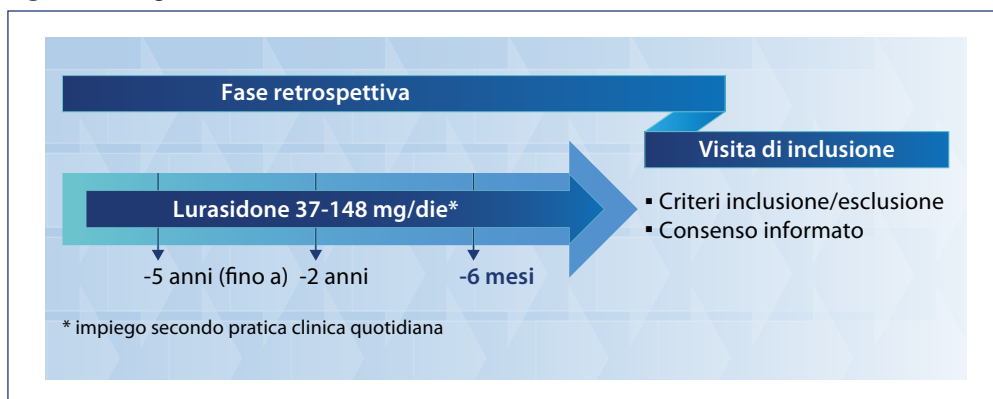 Fase retrospettiva
Visita di inclusione
Lurasidone 37-148 mg/die*
▪ Criteri inclusione/esclusione
▪ Consenso informato
-5 anni (fino a) -2 anni -6 mesi
* impiego secondo pratica clinica quotidiana